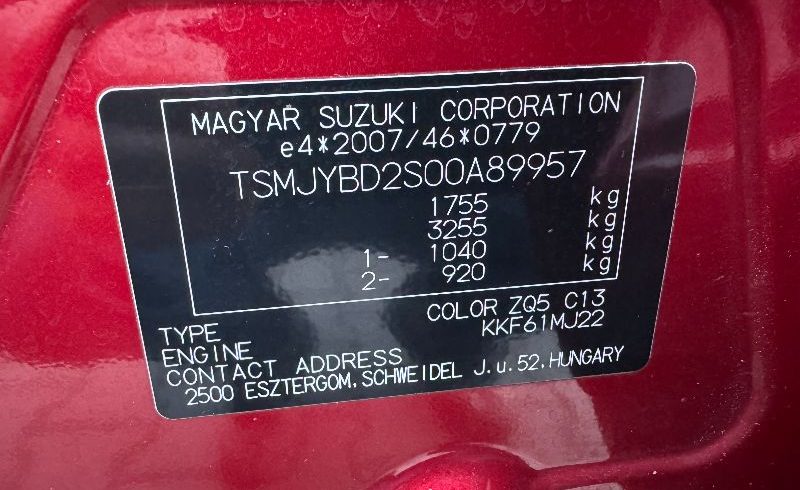 MAGYAR SUZUKI CORPORATION
e4*2007/46*0779
TSMJYBD2S00A89957
1755 kg
3255 kg
1- 1040 kg
2- 920 kg
COLOR ZQ5 C13
TYPE KKF61MJ22
ENGINE
CONTACT ADDRESS
2500 ESZTERGOM, SCHWEIDEL J.u.52.HUNGARY